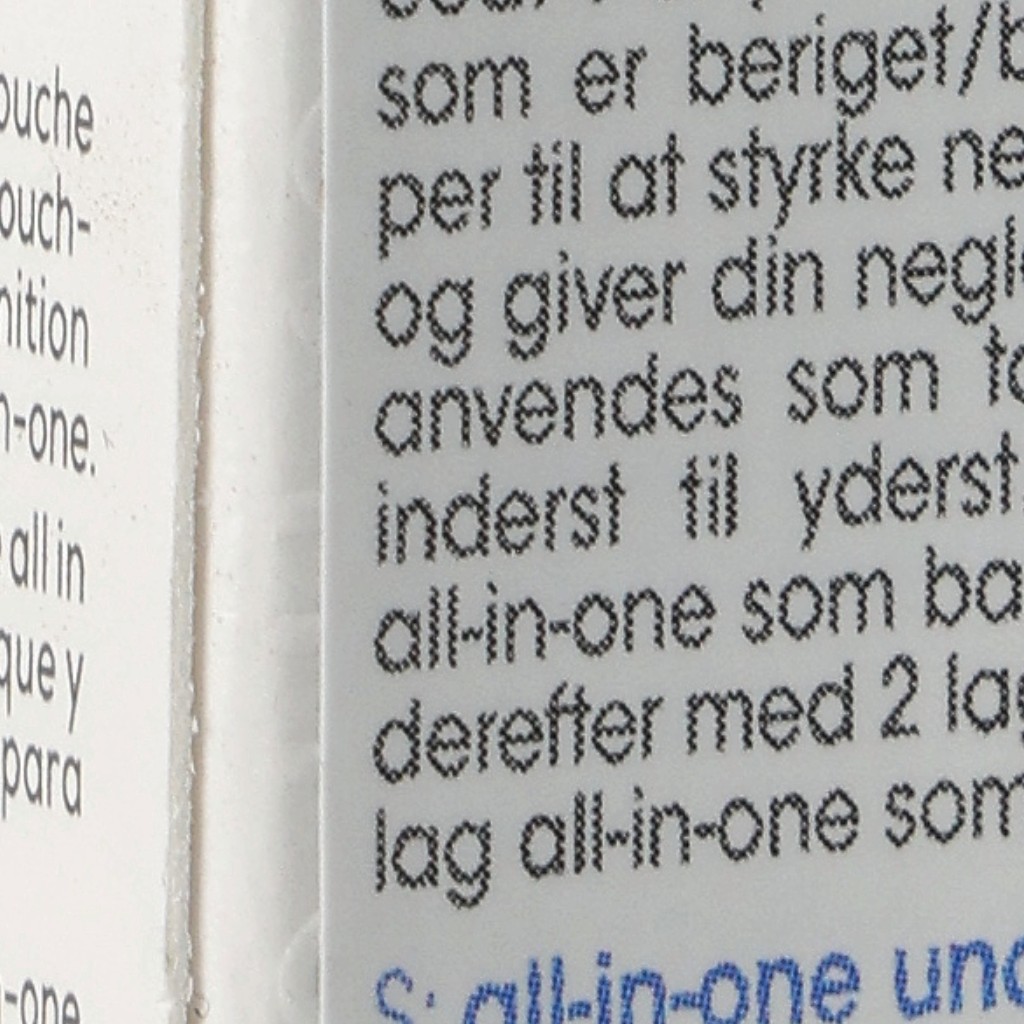 ouche
ouch-
nition
n-one.
all in
que y
para
-one
som er beriget/b
per til at styrke ne
og giver din negl
anvendes som to
inderst til yderst.
all-in-one som ba
derefter med 2 lag
lag all-in-one som
S: all-in-one und